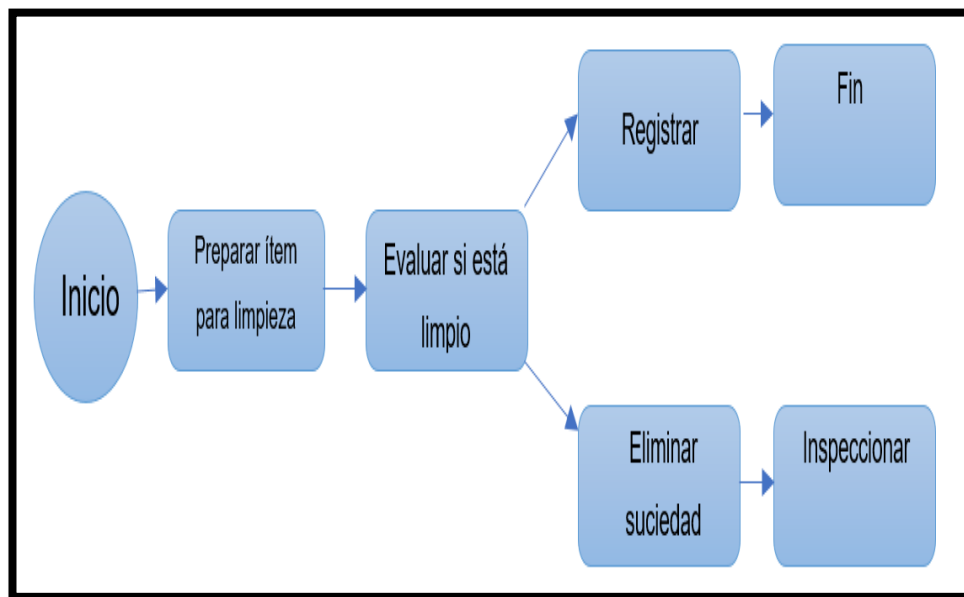 Inicio
Preparar ítem
para limpieza
Evaluar si está
limpio
Registrar
Fin
Eliminar
suciedad
Inspeccionar